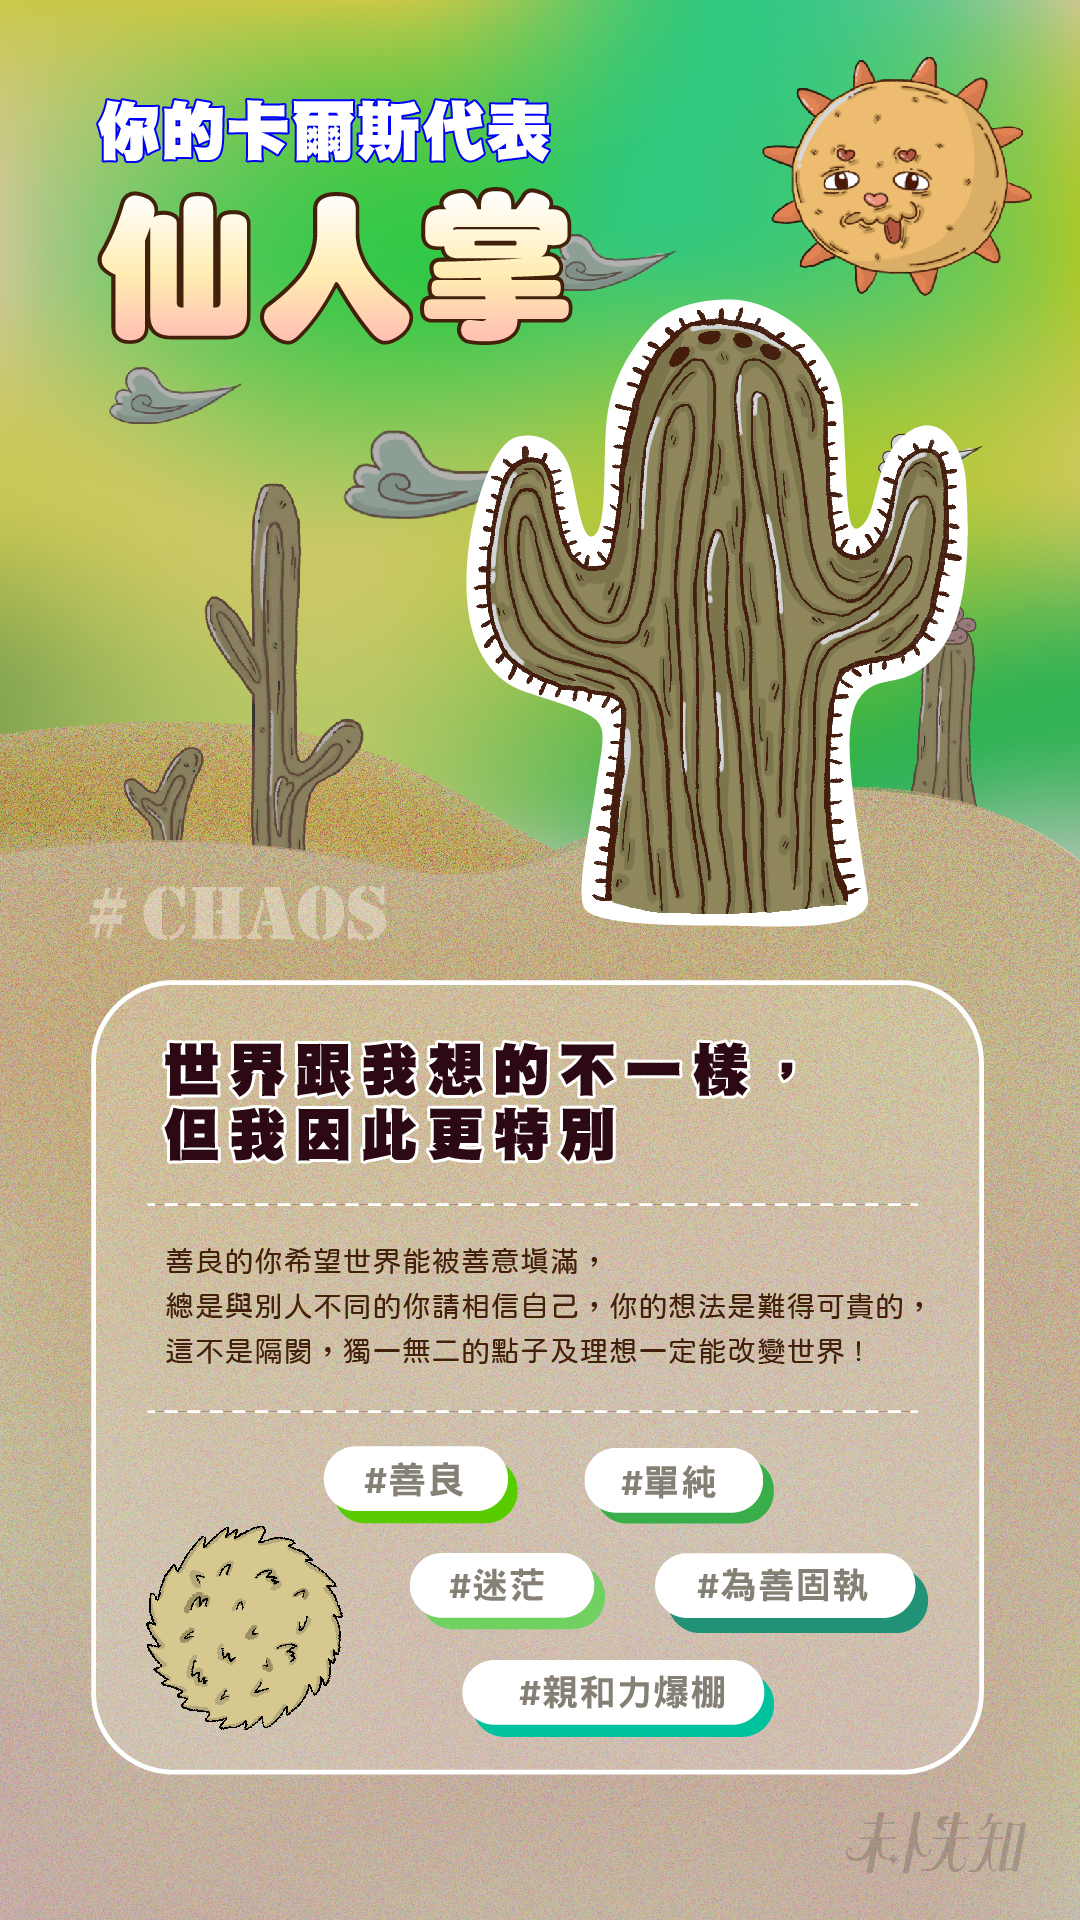 你的卡爾斯代表
仙人掌
#CHAOS
世界跟我想的不一樣，
但我因此更特別
善良的你希望世界能被善意填滿，
總是與別人不同的你請相信自己，你的想法是難得可貴的，
這不是隔閡，獨一無二的點子及理想一定能改變世界！
#善良
#單純
#迷茫
#為善固執
#親和力爆棚
未卜先知